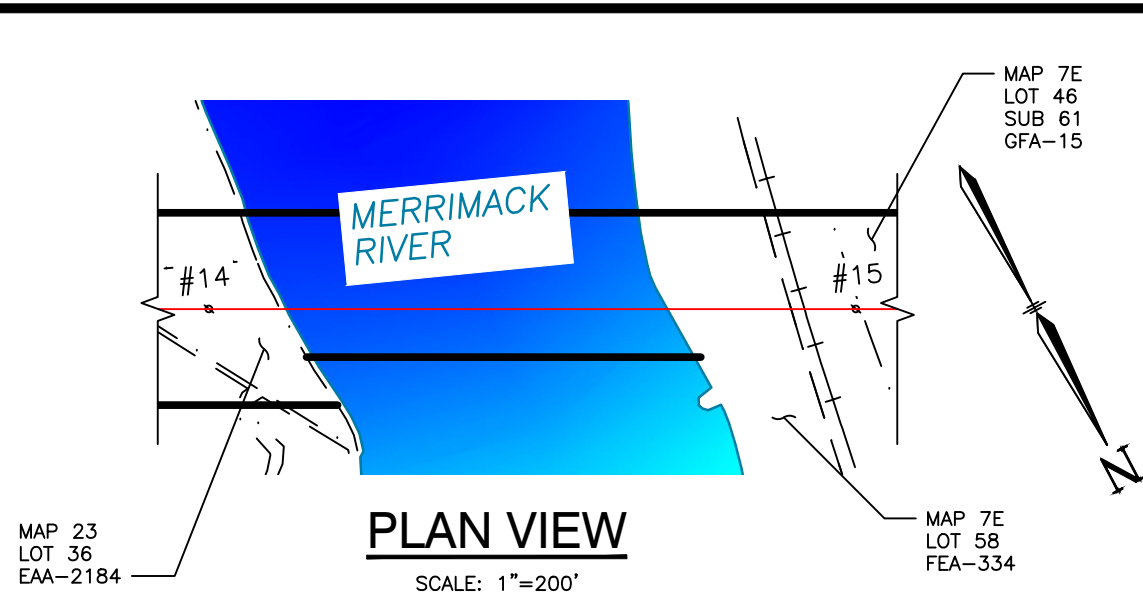 MAP 7E
LOT 46
SUB 61
GFA-15
MERRIMACK
RIVER
#14
#15
N
MAP 23
LOT 36
EAA-2184
PLAN VIEW
SCALE: 1"=200'
MAP 7E
LOT 58
FEA-334